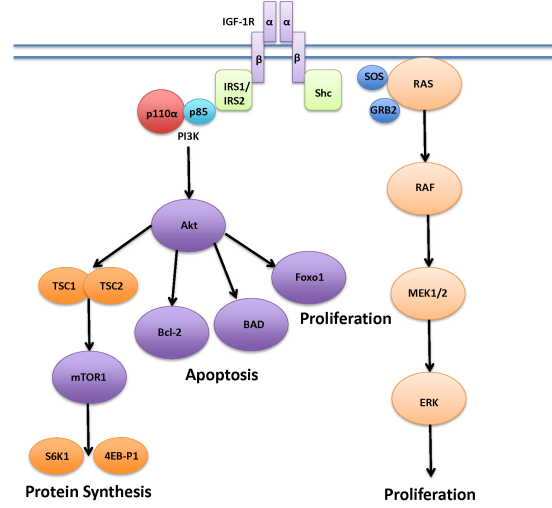 IGF-1R
α α
β β
IRS1/
IRS2
Shc
SOS
RAS
GRB2
p110α
p85
PI3K
RAF
Akt
Foxo1
TSC1
TSC2
MEK1/2
Bcl-2
BAD
Proliferation
Apoptosis
mTOR1
ERK
S6K1
4EB-P1
Protein Synthesis
Proliferation